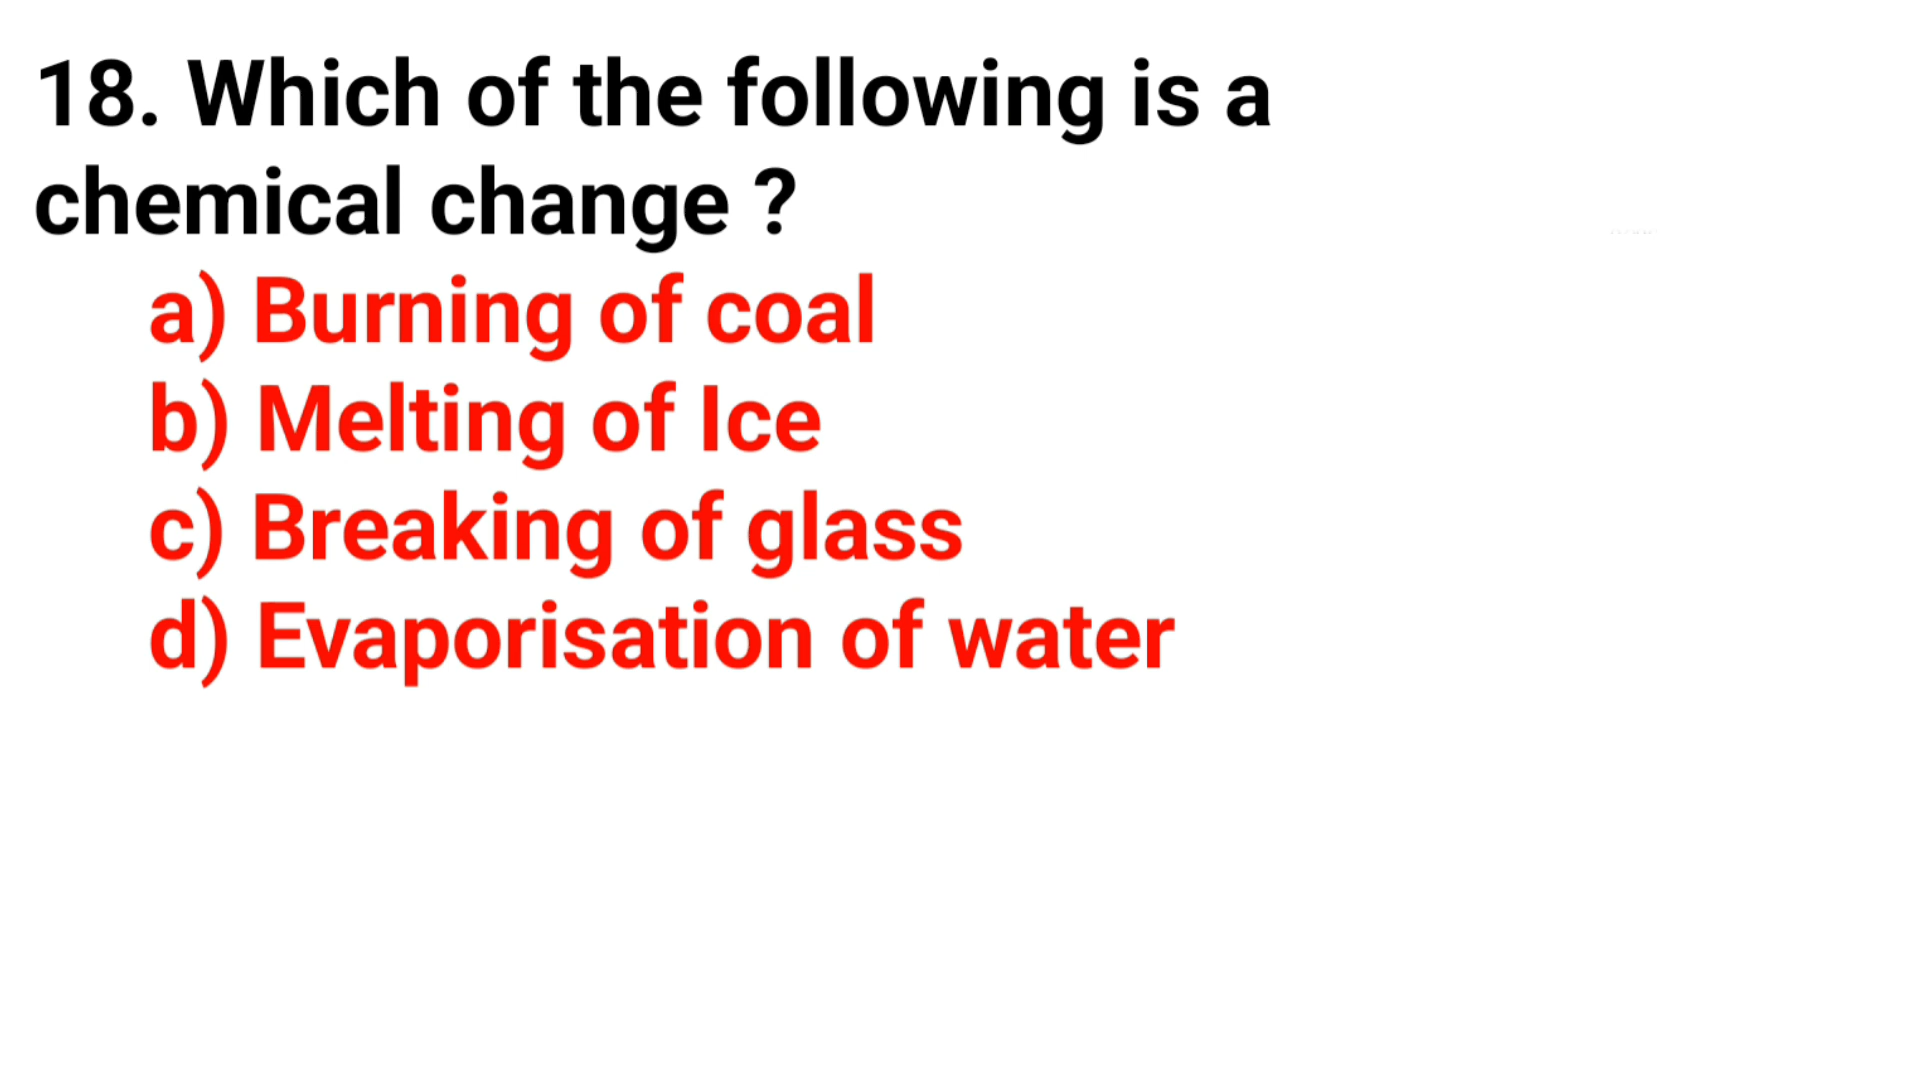 18. Which of the following is a
chemical change ?
a) Burning of coal
b) Melting of Ice
c) Breaking of glass
d) Evaporisation of water